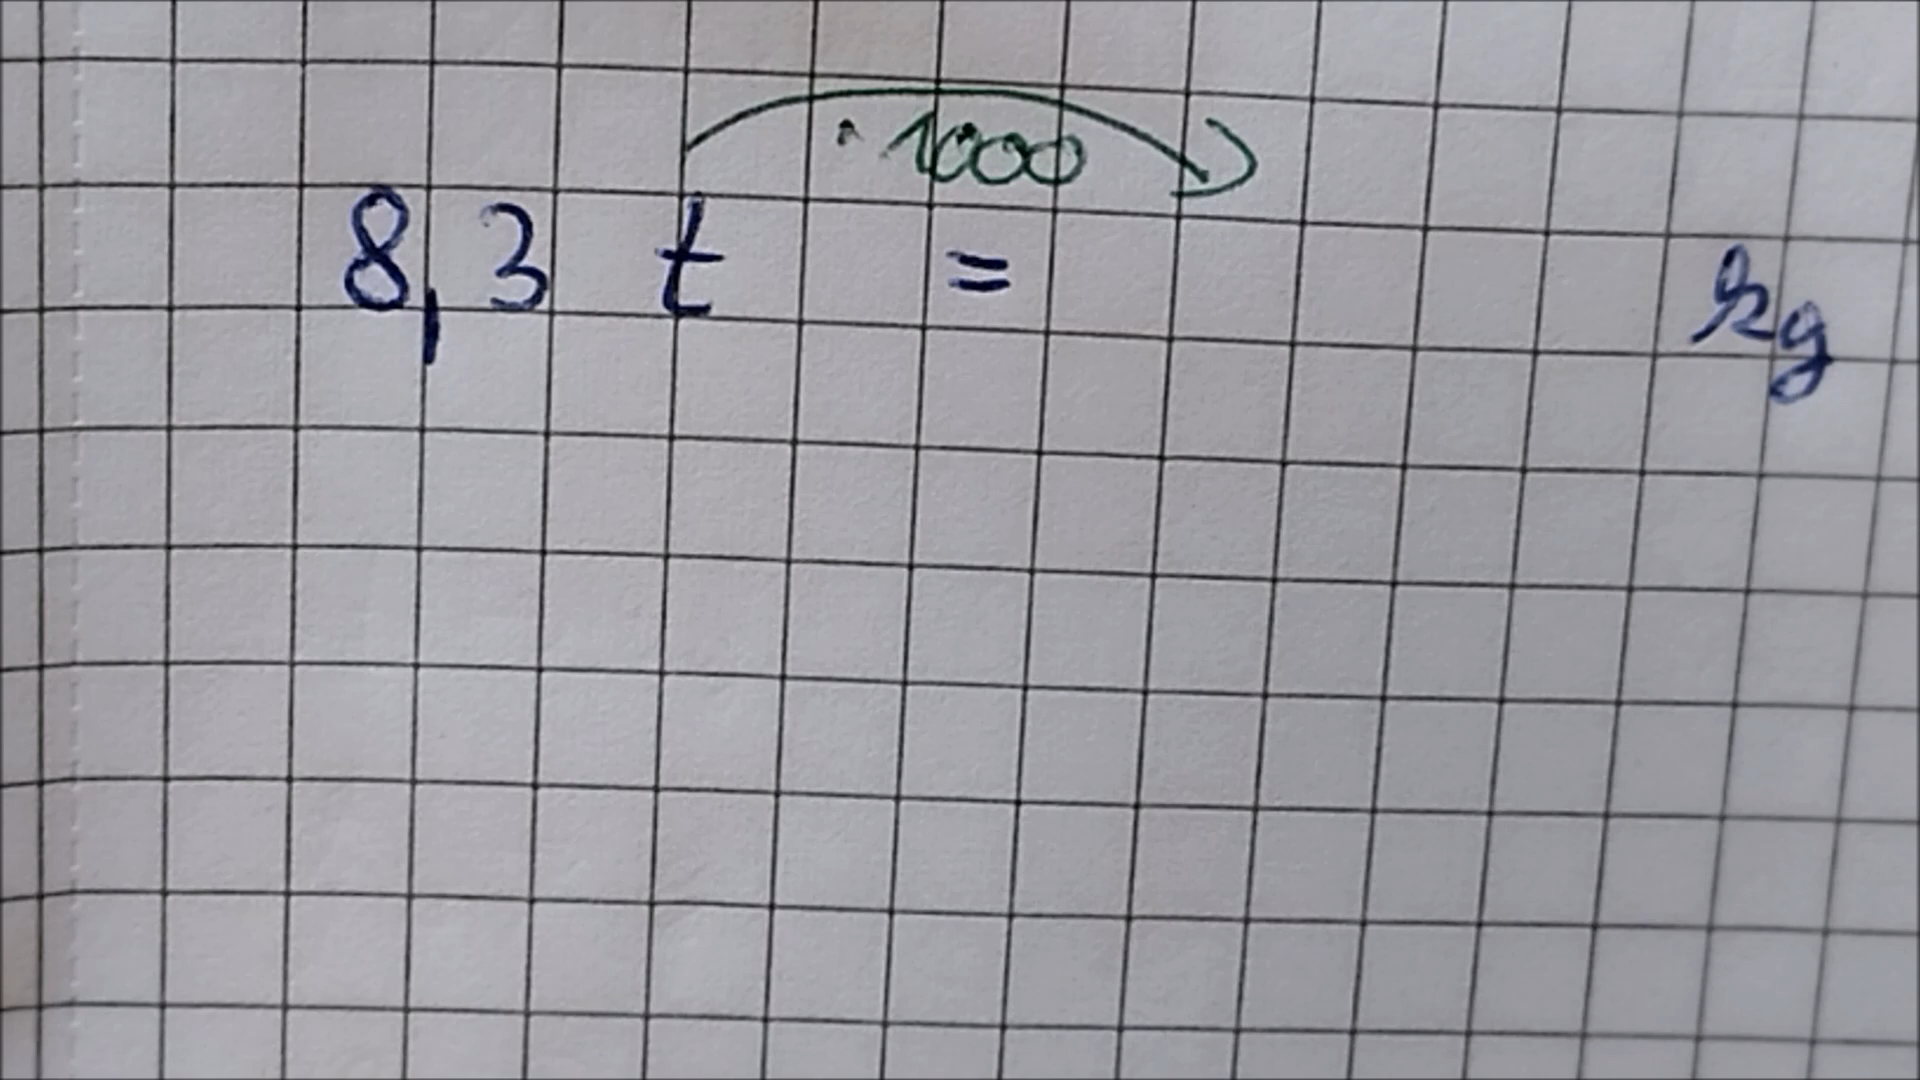 · 1000
8,3 t = kg